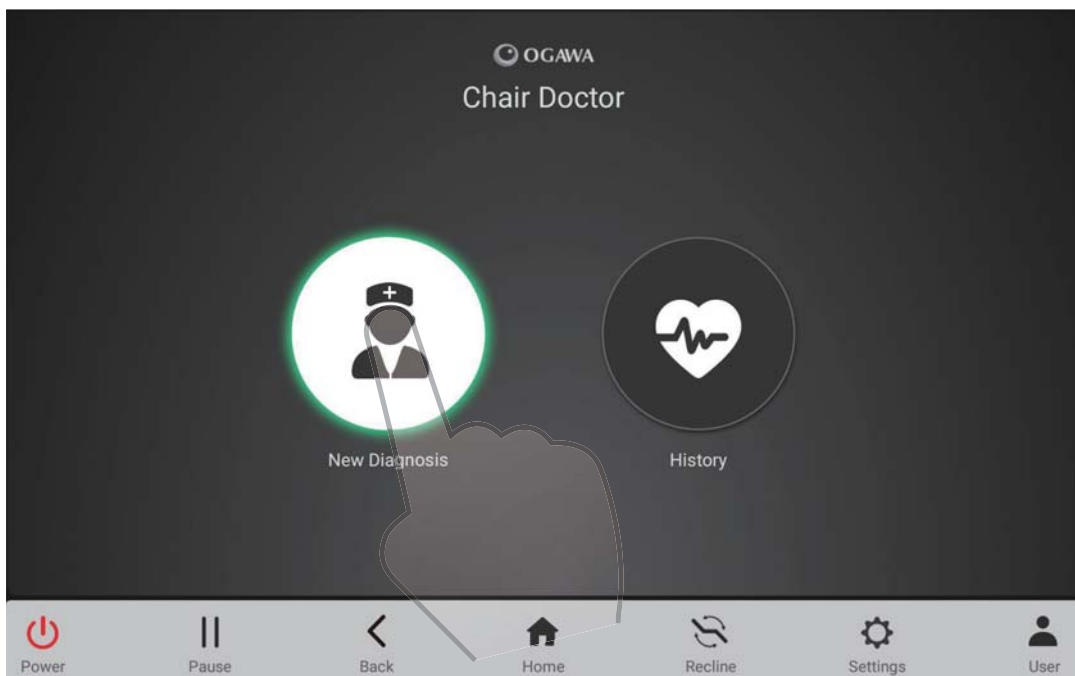 OGAWA
Chair Doctor
New Diagnosis
History
Power
Pause
Back
Home
Recline
Settings
User